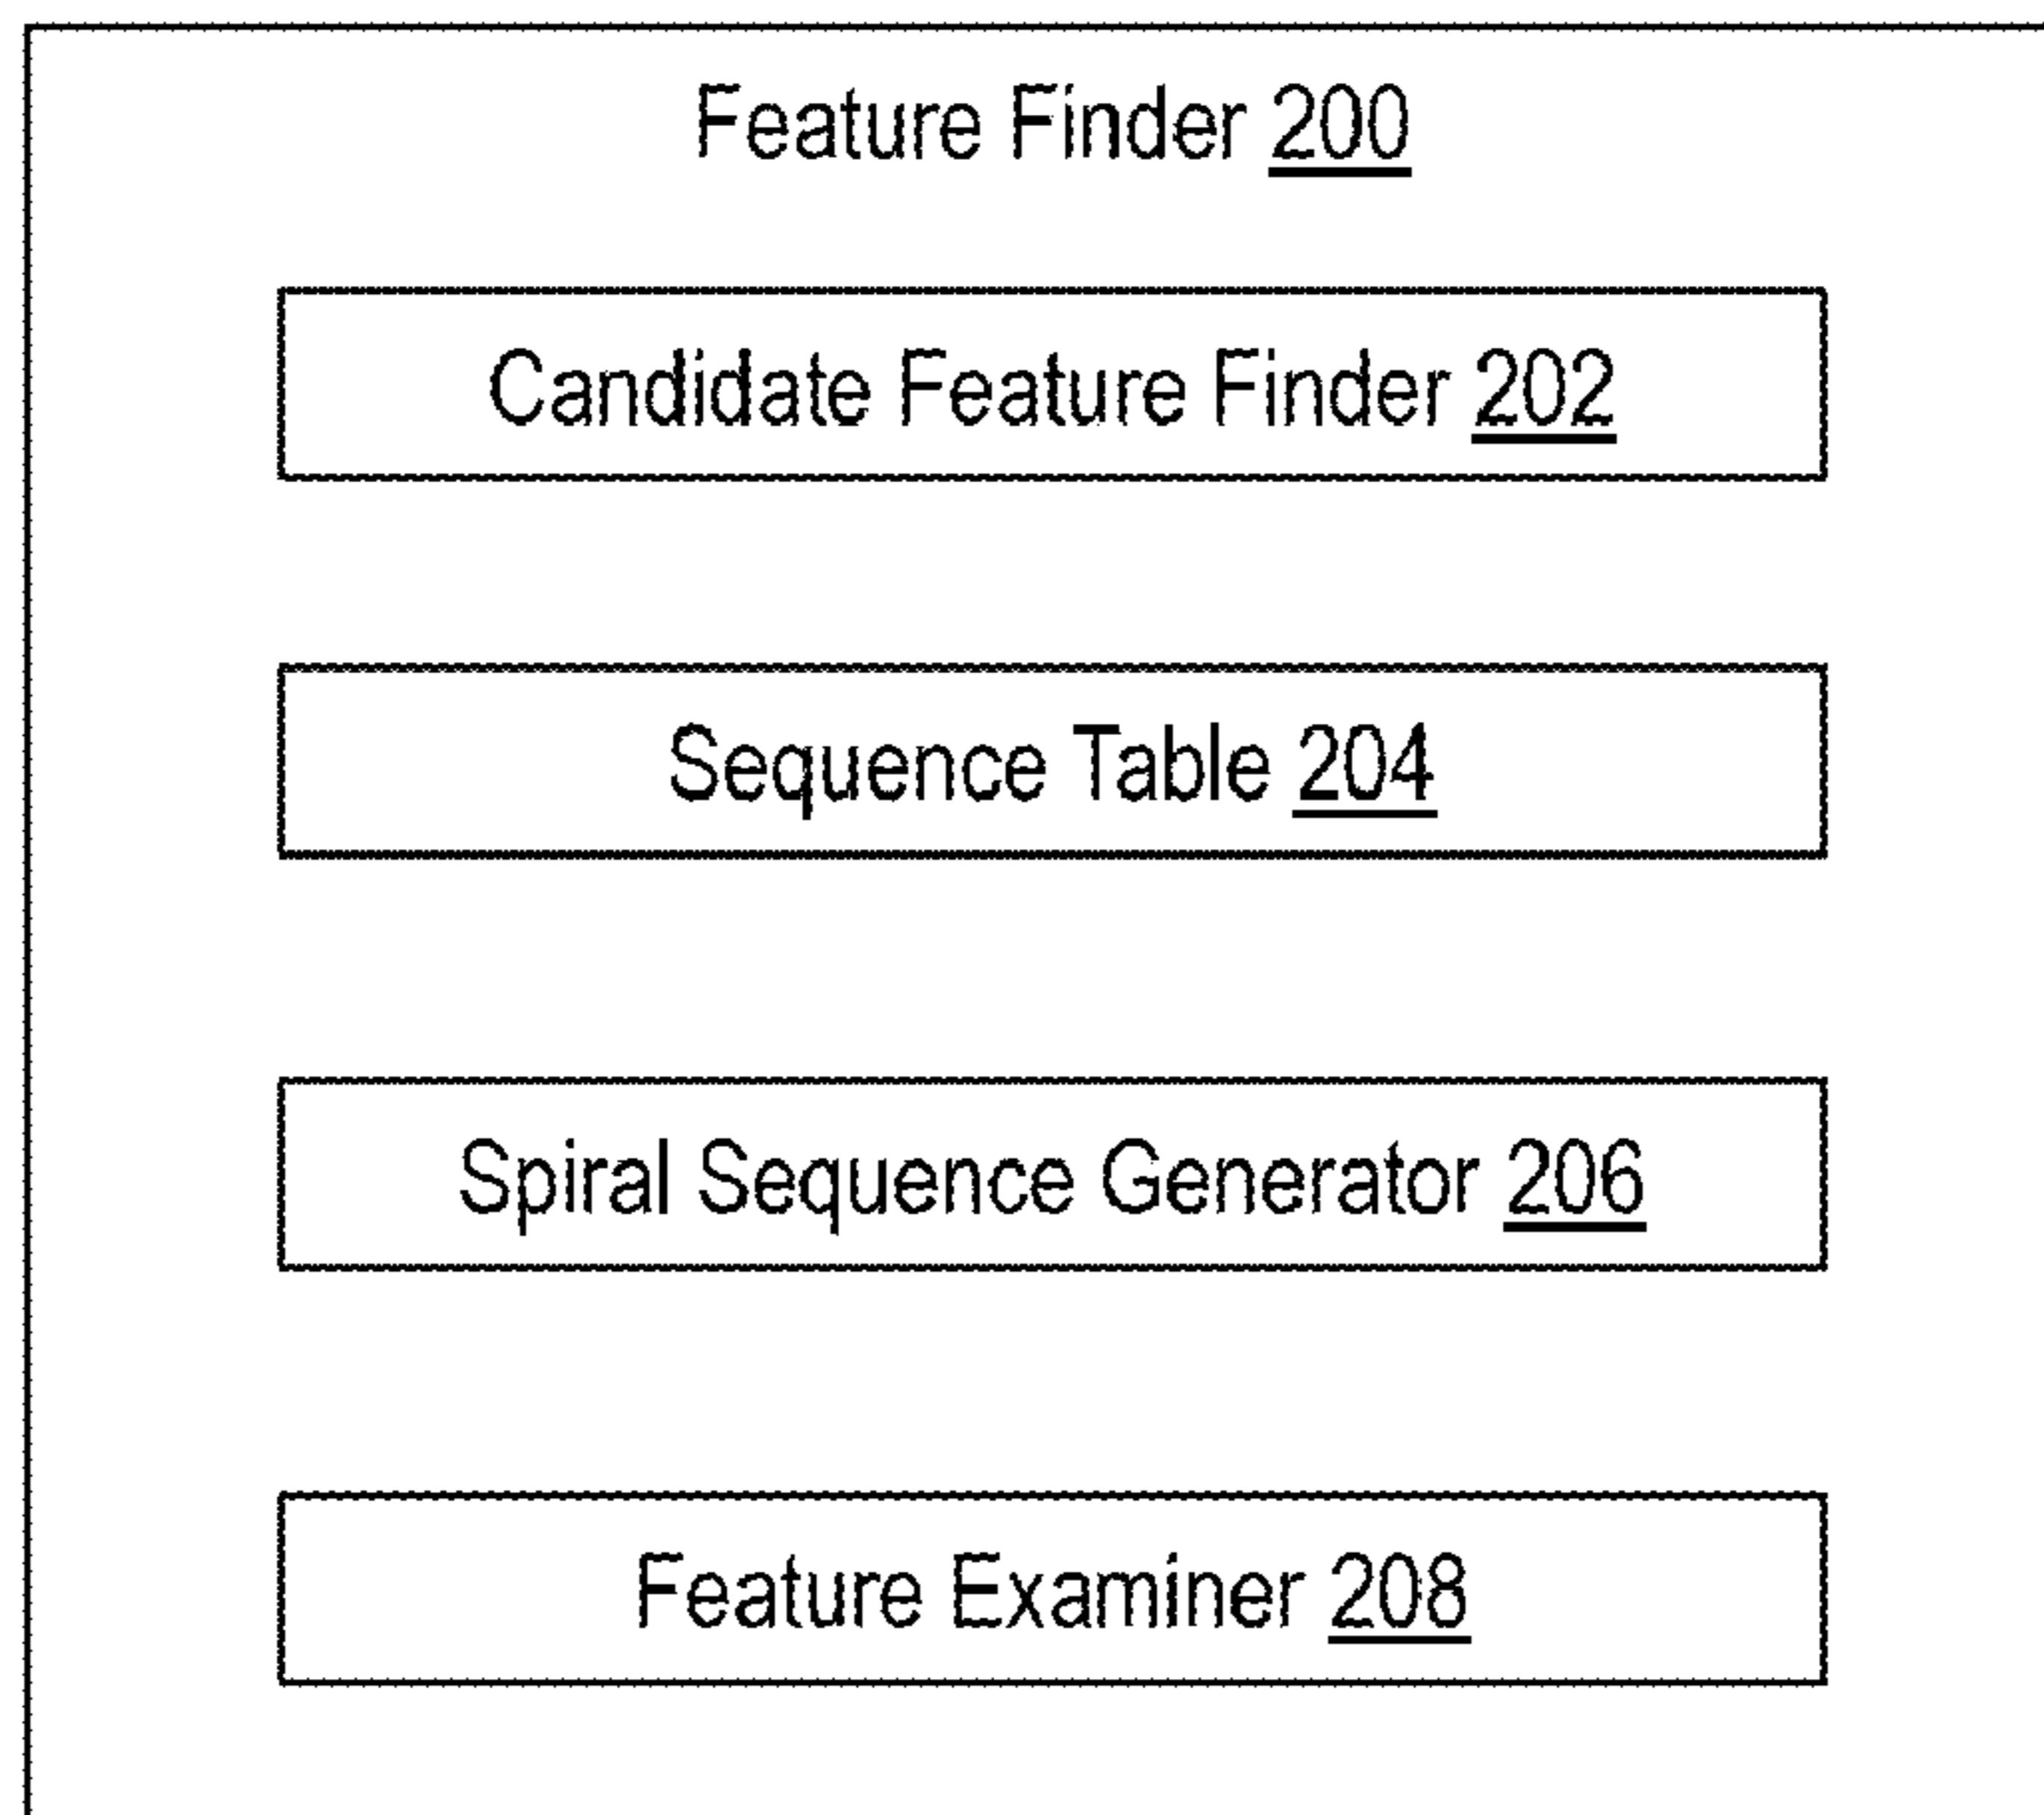 Feature Finder 200
Candidate Feature Finder 202
Sequence Table 204
Spiral Sequence Generator 206
Feature Examiner 208